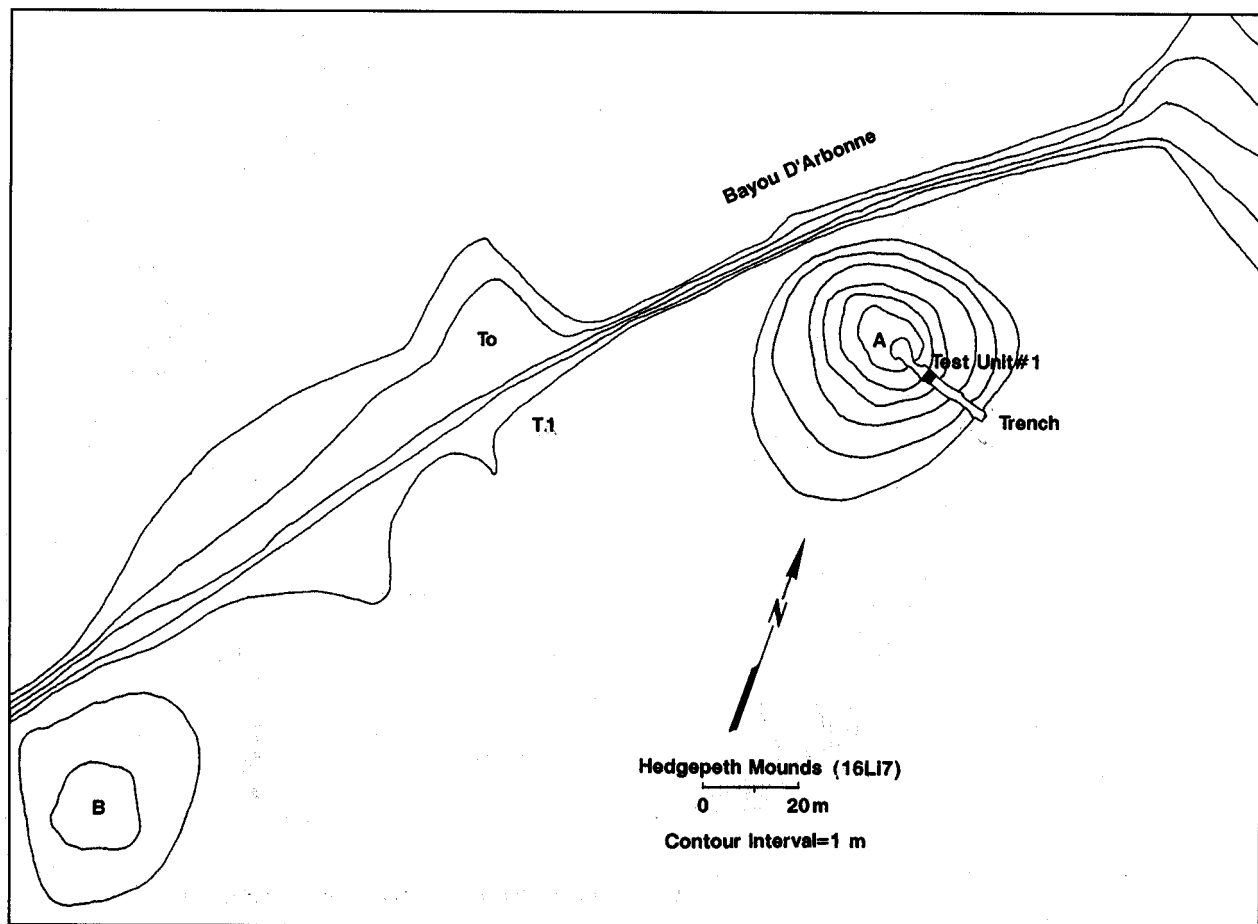 Bayou D'Arbonne
To
A
Test Unit#1
T.1
Trench
N
B
Hedgepeth Mounds (16Li7)
0 20m
Contour Interval=1 m